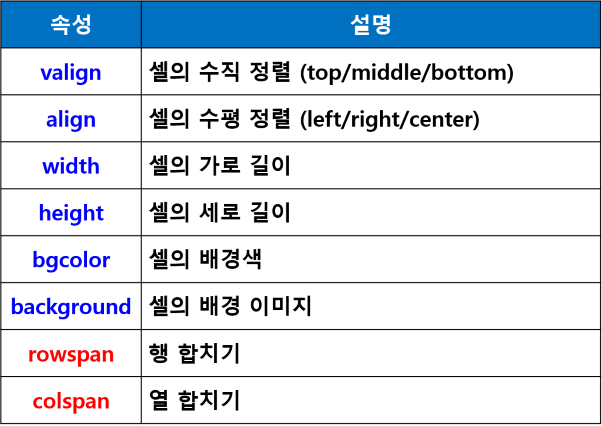 속성 설명
valign 셀의 수직 정렬 (top/middle/bottom)
align 셀의 수평 정렬 (left/right/center)
width 셀의 가로 길이
height 셀의 세로 길이
bgcolor 셀의 배경색
background 셀의 배경 이미지
rowspan 행 합치기
colspan 열 합치기